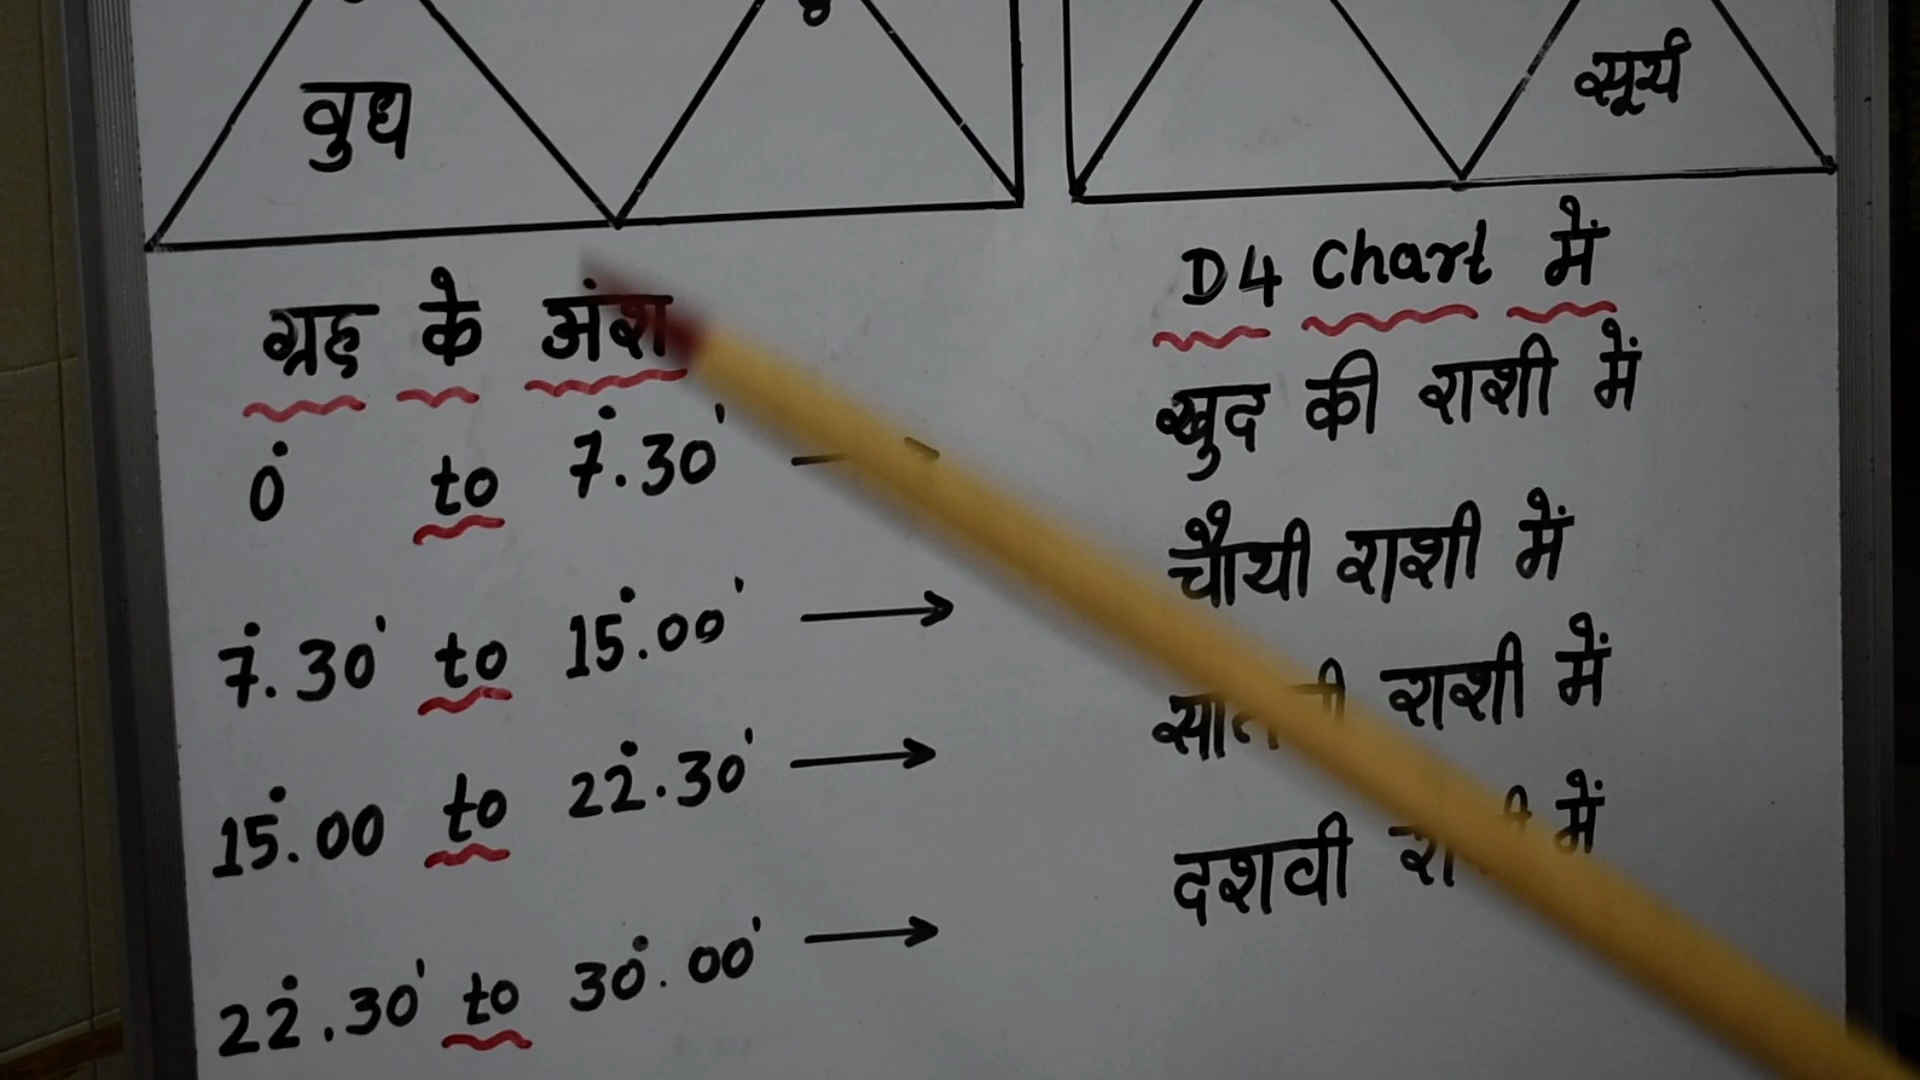 वुध
सूर्य
ग्रह के अंश
D4 Chart में
0° to 7°.30' →
खुद की राशी में
7°.30' to 15°.00' →
चौथी राशी में
15°.00 to 22°.30' →
राशी में
22°.30' to 30°.00' →
दशवी में